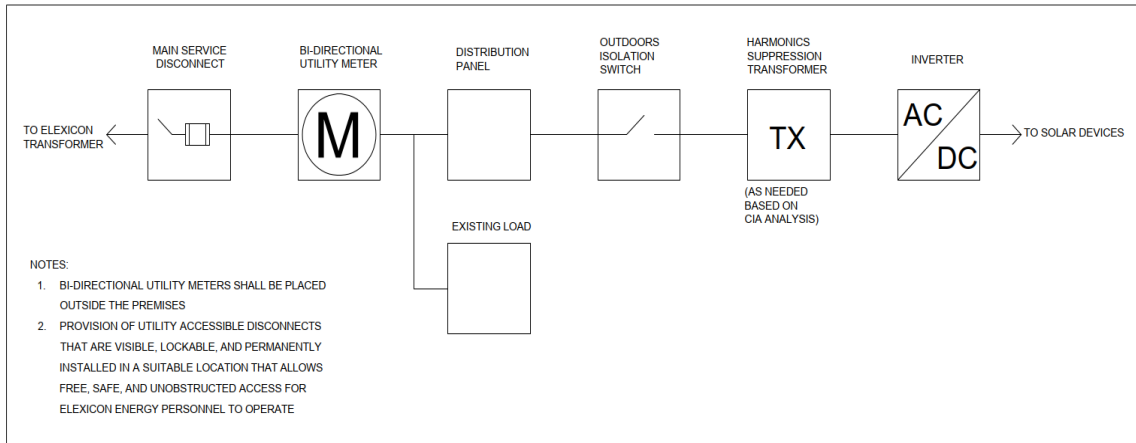 MAIN SERVICE
DISCONNECT
BI-DIRECTIONAL
UTILITY METER
DISTRIBUTION
PANEL
OUTDOORS
ISOLATION
SWITCH
HARMONICS
SUPPRESSION
TRANSFORMER
INVERTER
TO ELEXICON
TRANSFORMER
M
TX
AC
DC
TO SOLAR DEVICES
(AS NEEDED
BASED ON
CIA ANALYSIS)
EXISTING LOAD
NOTES:
1. BI-DIRECTIONAL UTILITY METERS SHALL BE PLACED
OUTSIDE THE PREMISES
2. PROVISION OF UTILITY ACCESSIBLE DISCONNECTS
THAT ARE VISIBLE, LOCKABLE, AND PERMANENTLY
INSTALLED IN A SUITABLE LOCATION THAT ALLOWS
FREE, SAFE, AND UNOBSTRUCTED ACCESS FOR
ELEXICON ENERGY PERSONNEL TO OPERATE